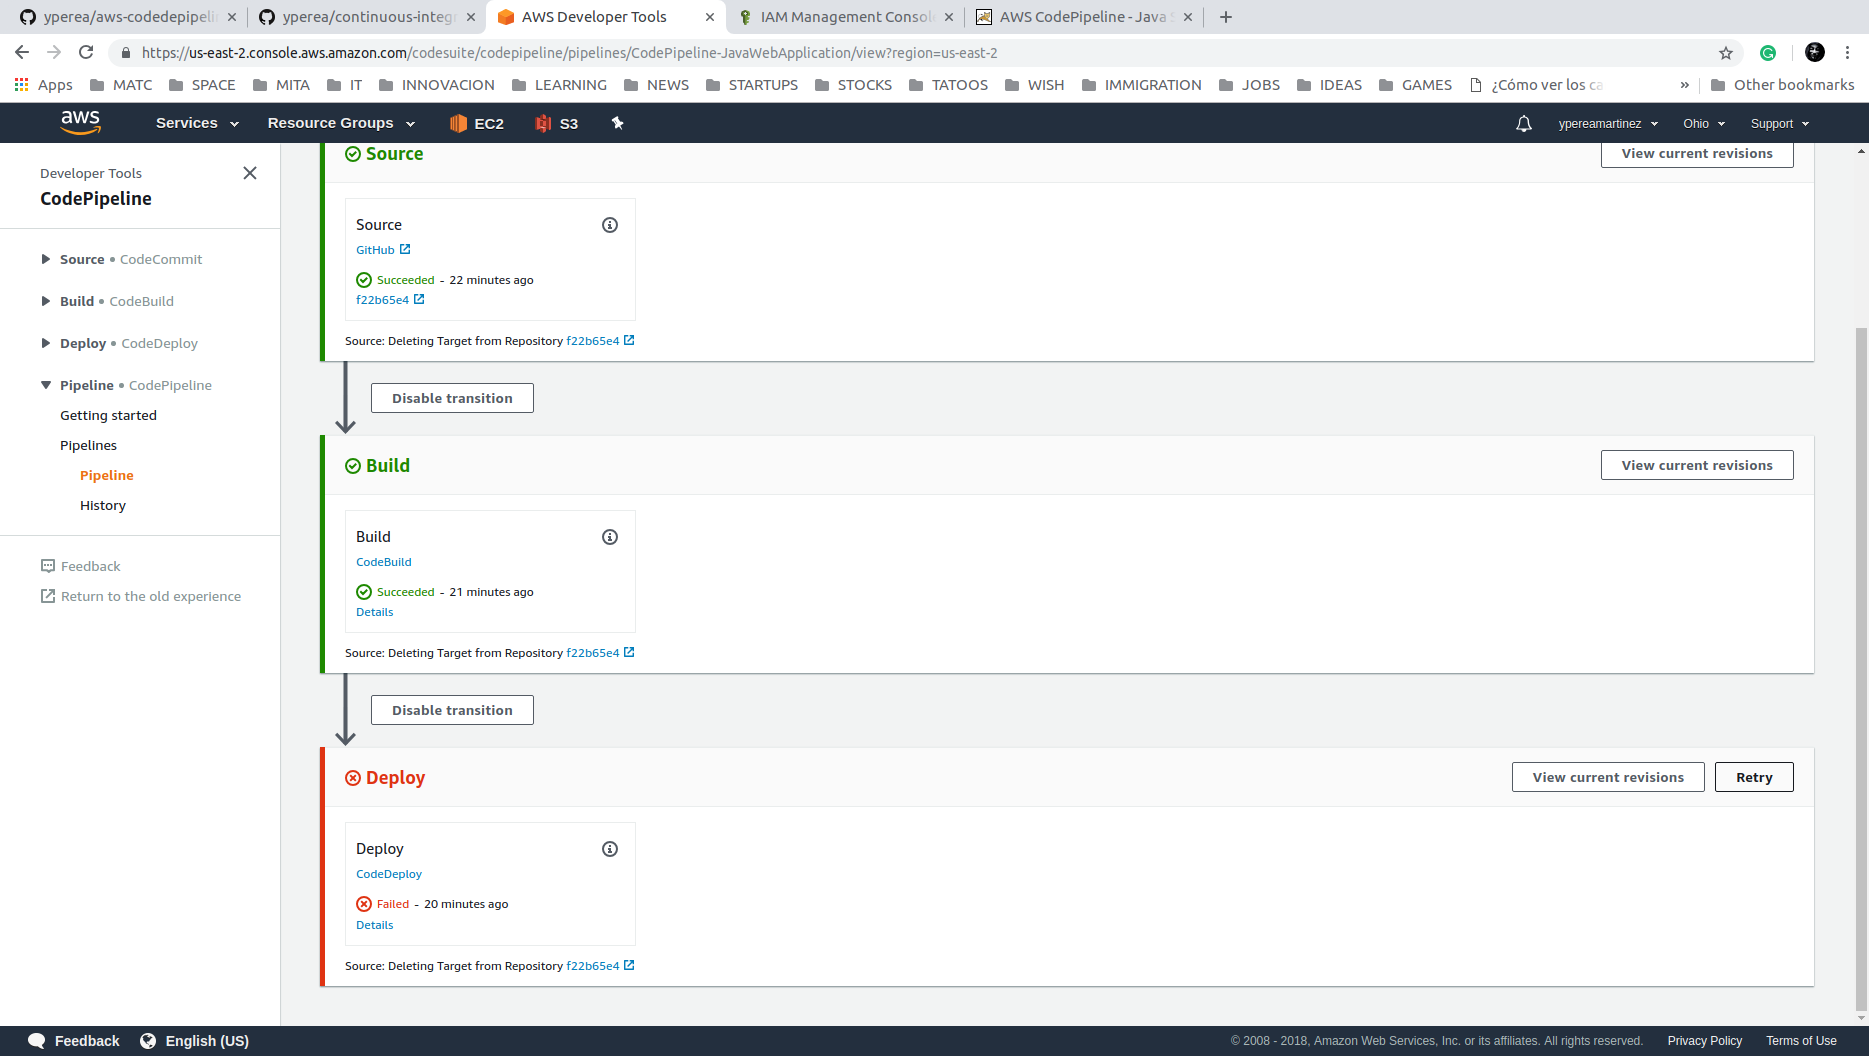 yperea/aws-codedepipeli
yperea/continuous-integr
AWS Developer Tools
IAM Management Consol
AWS CodePipeline - Java S
https://us-east-2.console.aws.amazon.com/codesuite/codepipeline/pipelines/CodePipeline-JavaWebApplication/view?region=us-east-2
Apps MATC SPACE MITA IT INNOVACION LEARNING NEWS STARTUPS STOCKS TATOOS WISH IMMIGRATION JOBS IDEAS GAMES ¿Cómo ver los ca » Other bookmarks
aws Services Resource Groups EC2 S3 ypereamartinez Ohio Support
Developer Tools
CodePipeline
Source • CodeCommit
Build • CodeBuild
Deploy • CodeDeploy
Pipeline • CodePipeline
Getting started
Pipelines
Pipeline
History
Feedback
Return to the old experience
Source
View current revisions
Source
GitHub
Succeeded - 22 minutes ago
f22b65e4
Source: Deleting Target from Repository f22b65e4
Disable transition
Build
View current revisions
Build
CodeBuild
Succeeded - 21 minutes ago
Details
Source: Deleting Target from Repository f22b65e4
Disable transition
Deploy
View current revisions
Retry
Deploy
CodeDeploy
Failed - 20 minutes ago
Details
Source: Deleting Target from Repository f22b65e4
Feedback English (US) © 2008 - 2018, Amazon Web Services, Inc. or its affiliates. All rights reserved. Privacy Policy Terms of Use